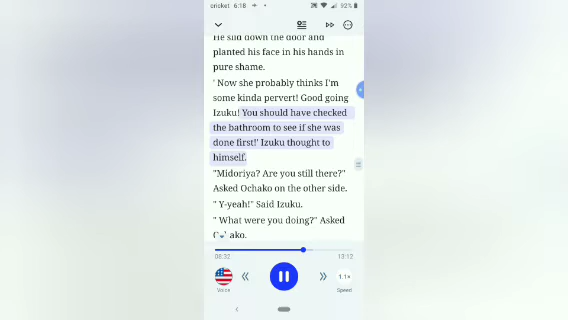 cricket 6:18 92%
He slid down the door and
planted his face in his hands in
pure shame.
' Now she probably thinks I'm
some kinda pervert! Good going
Izuku! You should have checked
the bathroom to see if she was
done first!' Izuku thought to
himself.
"Midoriya? Are you still there?"
Asked Ochako on the other side.
" Y-yeah!" Said Izuku.
" What were you doing?" Asked
ako.
06:32 13:12
1.1×
Voice Speed